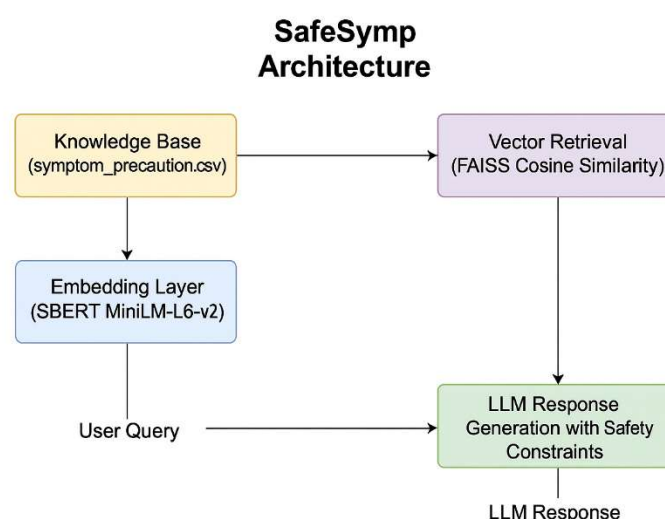 SafeSymp
Architecture
Knowledge Base
(symptom_precaution.csv)
Vector Retrieval
(FAISS Cosine Similarity)
Embedding Layer
(SBERT MiniLM-L6-v2)
User Query
LLM Response
Generation with Safety
Constraints
LLM Response